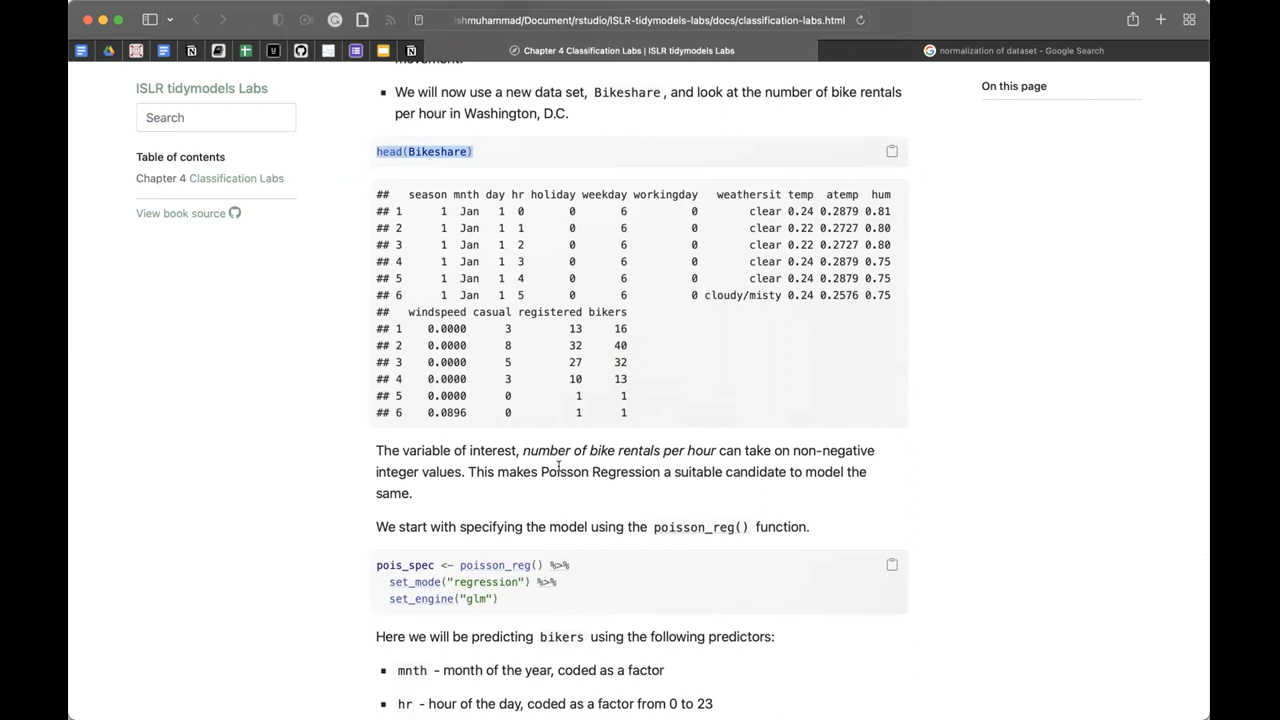 /shmuhammad/Document/rstudio/ISLR-tidymodels-labs/docs/classification-labs.html
Chapter 4 Classification Labs | ISLR tidymodels Labs
normalization of dataset - Google Search
ISLR tidymodels Labs
Search
Table of contents
Chapter 4 Classification Labs
View book source
movement.
We will now use a new data set, Bikeshare, and look at the number of bike rentals
per hour in Washington, D.C.
head(Bikeshare)
## season mnth day hr holiday weekday workingday weathersit temp atemp hum
## 1 1 Jan 1 0 0 6 0 clear 0.24 0.2879 0.81
## 2 1 Jan 1 1 0 6 0 clear 0.22 0.2727 0.80
## 3 1 Jan 1 2 0 6 0 clear 0.22 0.2727 0.80
## 4 1 Jan 1 3 0 6 0 clear 0.24 0.2879 0.75
## 5 1 Jan 1 4 0 6 0 clear 0.24 0.2879 0.75
## 6 1 Jan 1 5 0 6 0 cloudy/misty 0.24 0.2576 0.75
## windspeed casual registered bikers
## 1 0.0000 3 13 16
## 2 0.0000 8 32 40
## 3 0.0000 5 27 32
## 4 0.0000 3 10 13
## 5 0.0000 0 1 1
## 6 0.0896 0 1 1
The variable of interest, number of bike rentals per hour can take on non-negative
integer values. This makes Poisson Regression a suitable candidate to model the
same.
We start with specifying the model using the poisson_reg() function.
pois_spec <- poisson_reg() %>%
set_mode("regression") %>%
set_engine("glm")
Here we will be predicting bikers using the following predictors:
mnth - month of the year, coded as a factor
hr - hour of the day, coded as a factor from 0 to 23
On this page